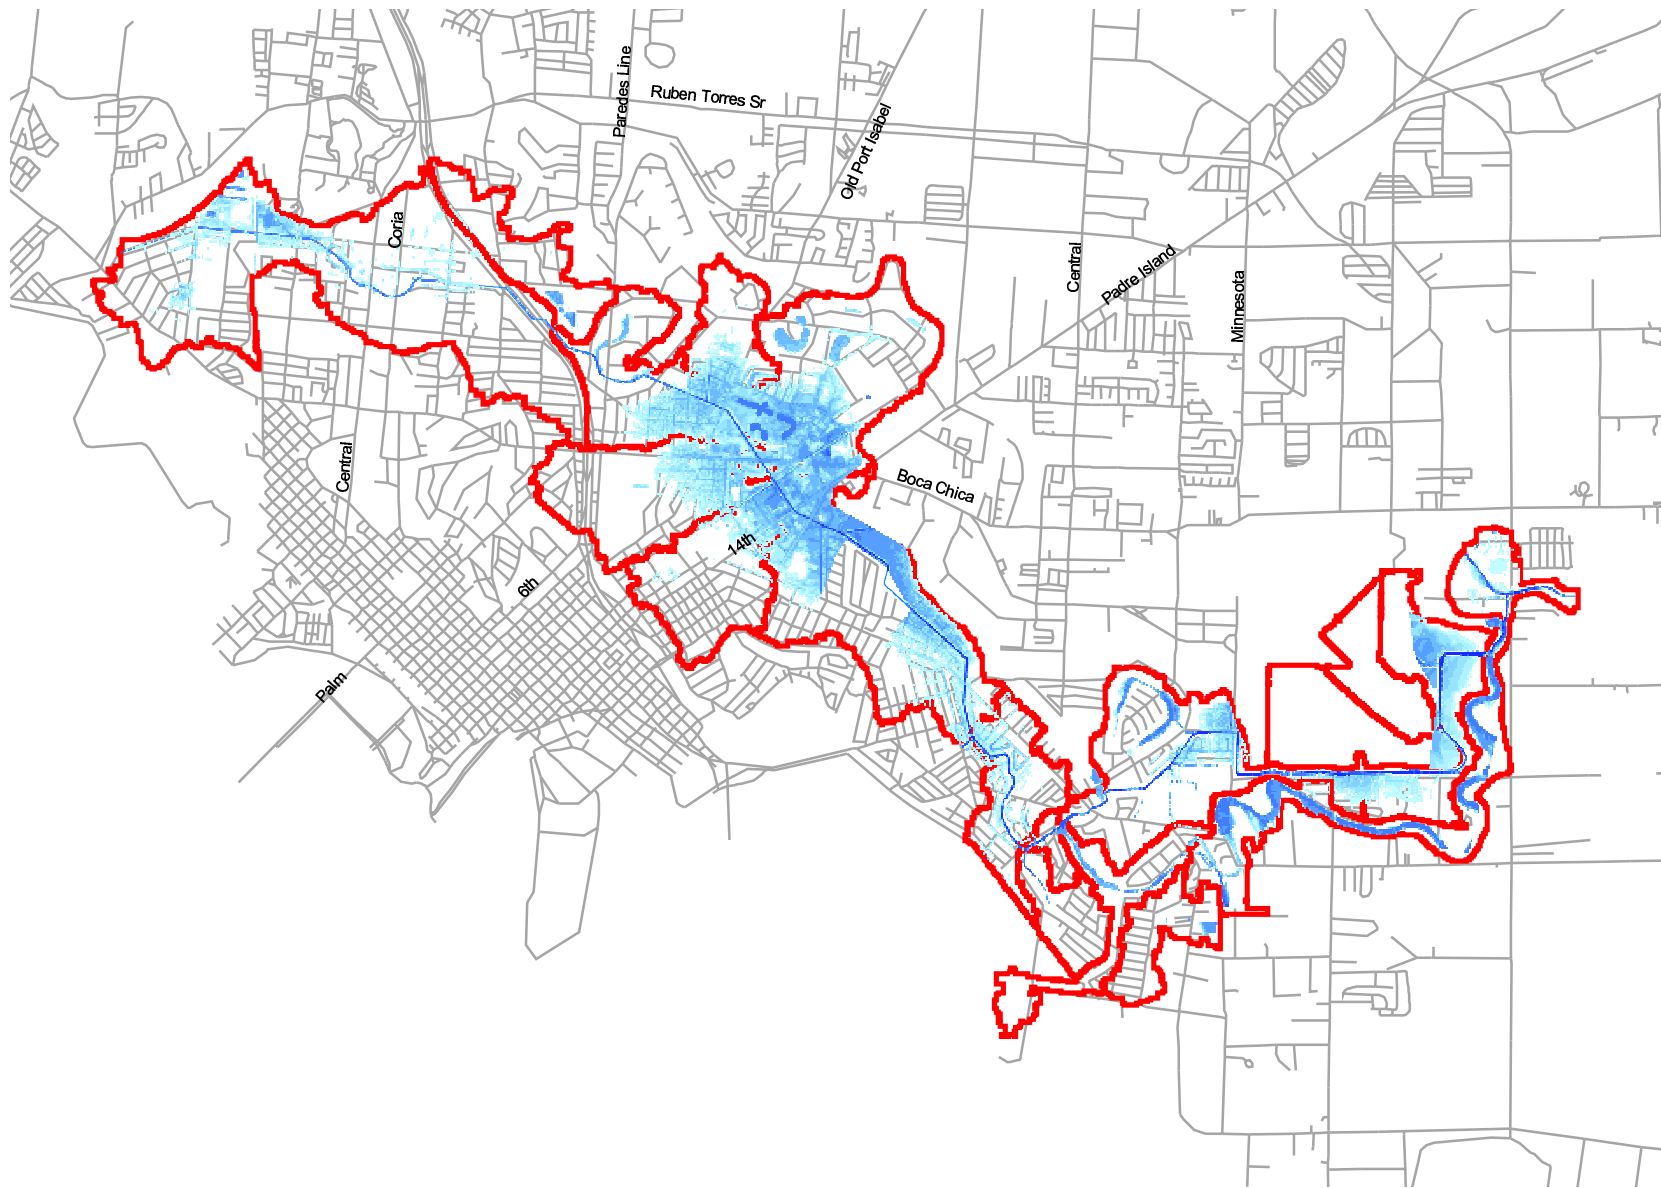 Paredes Line
Ruben Torres Sr
Old Port Isabel
Coria
Central
Padre Island
Minnesota
Central
Boca Chica
14th
6th
Palm